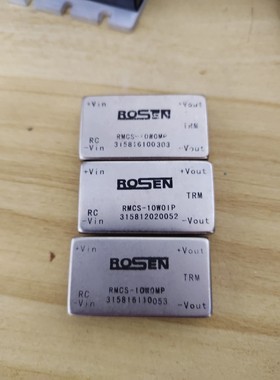 +Vin +Vout
ROSEN
TRM
RC RMCS-10W0MP
-Vin 315816100303 -Vout
+Vin +Vout
ROSEN
TRM
RMCS-10W01P
RC 315812020052
-Vin -Vout
+Vin +Vout
ROSEN
TRM
RC RMCS-10W0MP
-Vin 315816130053 -Vout